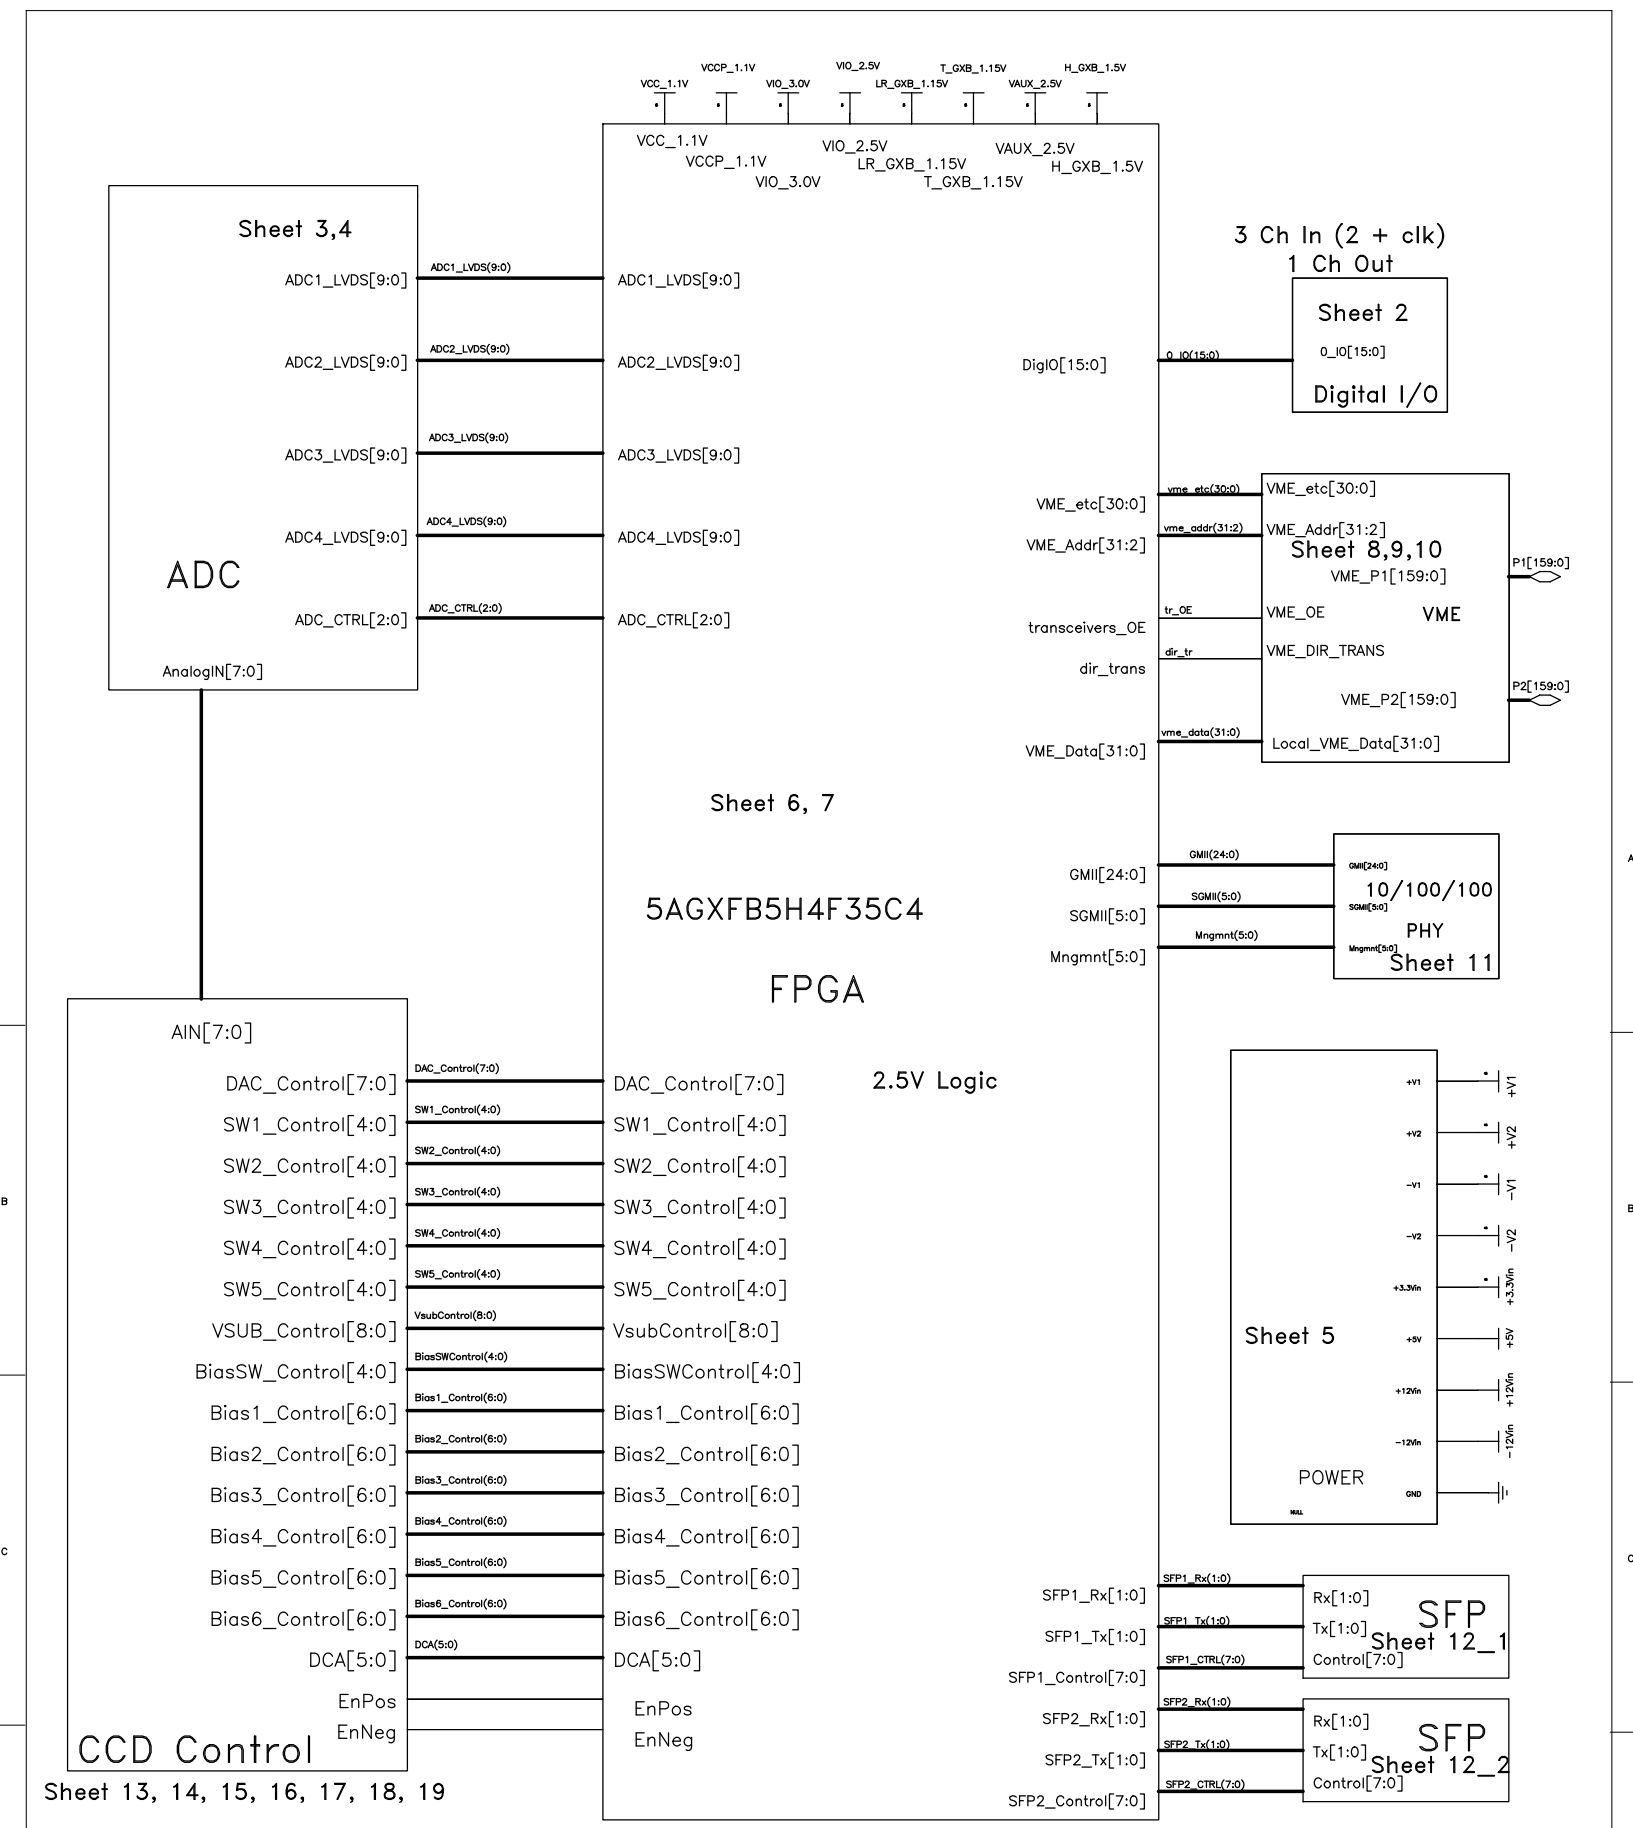 VCC_1.1V
VCCP_1.1V
VIO_3.0V
VIO_2.5V
LR_GXB_1.15V
T_GXB_1.15V
VAUX_2.5V
H_GXB_1.5V
VCC_1.1V
VCCP_1.1V
VIO_3.0V
VIO_2.5V
LR_GXB_1.15V
T_GXB_1.15V
VAUX_2.5V
H_GXB_1.5V
Sheet 3,4
ADC1_LVDS[9:0]
ADC2_LVDS[9:0]
ADC3_LVDS[9:0]
ADC4_LVDS[9:0]
ADC
ADC_CTRL[2:0]
AnalogIN[7:0]
ADC1_LVDS(9:0)
ADC2_LVDS(9:0)
ADC3_LVDS(9:0)
ADC4_LVDS(9:0)
ADC_CTRL(2:0)
ADC1_LVDS[9:0]
ADC2_LVDS[9:0]
ADC3_LVDS[9:0]
ADC4_LVDS[9:0]
ADC_CTRL[2:0]
3 Ch In (2 + clk)
1 Ch Out
Sheet 2
0_IO[15:0]
Digital I/O
DigIO[15:0]
0_IO(15:0)
VME_etc[30:0]
VME_Addr[31:2]
transceivers_OE
dir_trans
VME_Data[31:0]
vme_etc(30:0)
vme_addr(31:2)
tr_OE
dir_tr
vme_data(31:0)
VME_etc[30:0]
VME_Addr[31:2]
Sheet 8,9,10
VME_P1[159:0]
VME_OE
VME
VME_DIR_TRANS
VME_P2[159:0]
Local_VME_Data[31:0]
P1[159:0]
P2[159:0]
Sheet 6, 7
5AGXFB5H4F35C4
FPGA
2.5V Logic
GMII[24:0]
SGMII[5:0]
Mngmnt[5:0]
GMII(24:0)
SGMII(5:0)
Mngmnt(5:0)
GMII[24:0]
10/100/100
SGMII[5:0]
PHY
Mngmnt[5:0]
Sheet 11
A
AIN[7:0]
DAC_Control[7:0]
SW1_Control[4:0]
SW2_Control[4:0]
SW3_Control[4:0]
SW4_Control[4:0]
SW5_Control[4:0]
VSUB_Control[8:0]
BiasSW_Control[4:0]
Bias1_Control[6:0]
Bias2_Control[6:0]
Bias3_Control[6:0]
Bias4_Control[6:0]
Bias5_Control[6:0]
Bias6_Control[6:0]
DCA[5:0]
EnPos
EnNeg
CCD Control
Sheet 13, 14, 15, 16, 17, 18, 19
DAC_Control(7:0)
SW1_Control(4:0)
SW2_Control(4:0)
SW3_Control(4:0)
SW4_Control(4:0)
SW5_Control(4:0)
VsubControl(8:0)
BiasSWControl(4:0)
Bias1_Control(6:0)
Bias2_Control(6:0)
Bias3_Control(6:0)
Bias4_Control(6:0)
Bias5_Control(6:0)
Bias6_Control(6:0)
DCA(5:0)
DAC_Control[7:0]
SW1_Control[4:0]
SW2_Control[4:0]
SW3_Control[4:0]
SW4_Control[4:0]
SW5_Control[4:0]
VsubControl[8:0]
BiasSWControl[4:0]
Bias1_Control[6:0]
Bias2_Control[6:0]
Bias3_Control[6:0]
Bias4_Control[6:0]
Bias5_Control[6:0]
Bias6_Control[6:0]
DCA[5:0]
EnPos
EnNeg
+V1
+V2
-V1
-V2
+3.3Vin
+5V
+12Vin
-12Vin
GND
Sheet 5
POWER
NULL
+V1
+V2
-V1
-V2
+3.3Vin
+5V
+12Vin
-12Vin
SFP1_Rx[1:0]
SFP1_Tx[1:0]
SFP1_Control[7:0]
SFP2_Rx[1:0]
SFP2_Tx[1:0]
SFP2_Control[7:0]
SFP1_Rx(1:0)
SFP1_Tx(1:0)
SFP1_CTRL(7:0)
SFP2_Rx(1:0)
SFP2_Tx(1:0)
SFP2_CTRL(7:0)
Rx[1:0]
SFP
Tx[1:0]
Sheet 12_1
Control[7:0]
Rx[1:0]
SFP
Tx[1:0]
Sheet 12_2
Control[7:0]
B
C
B
C